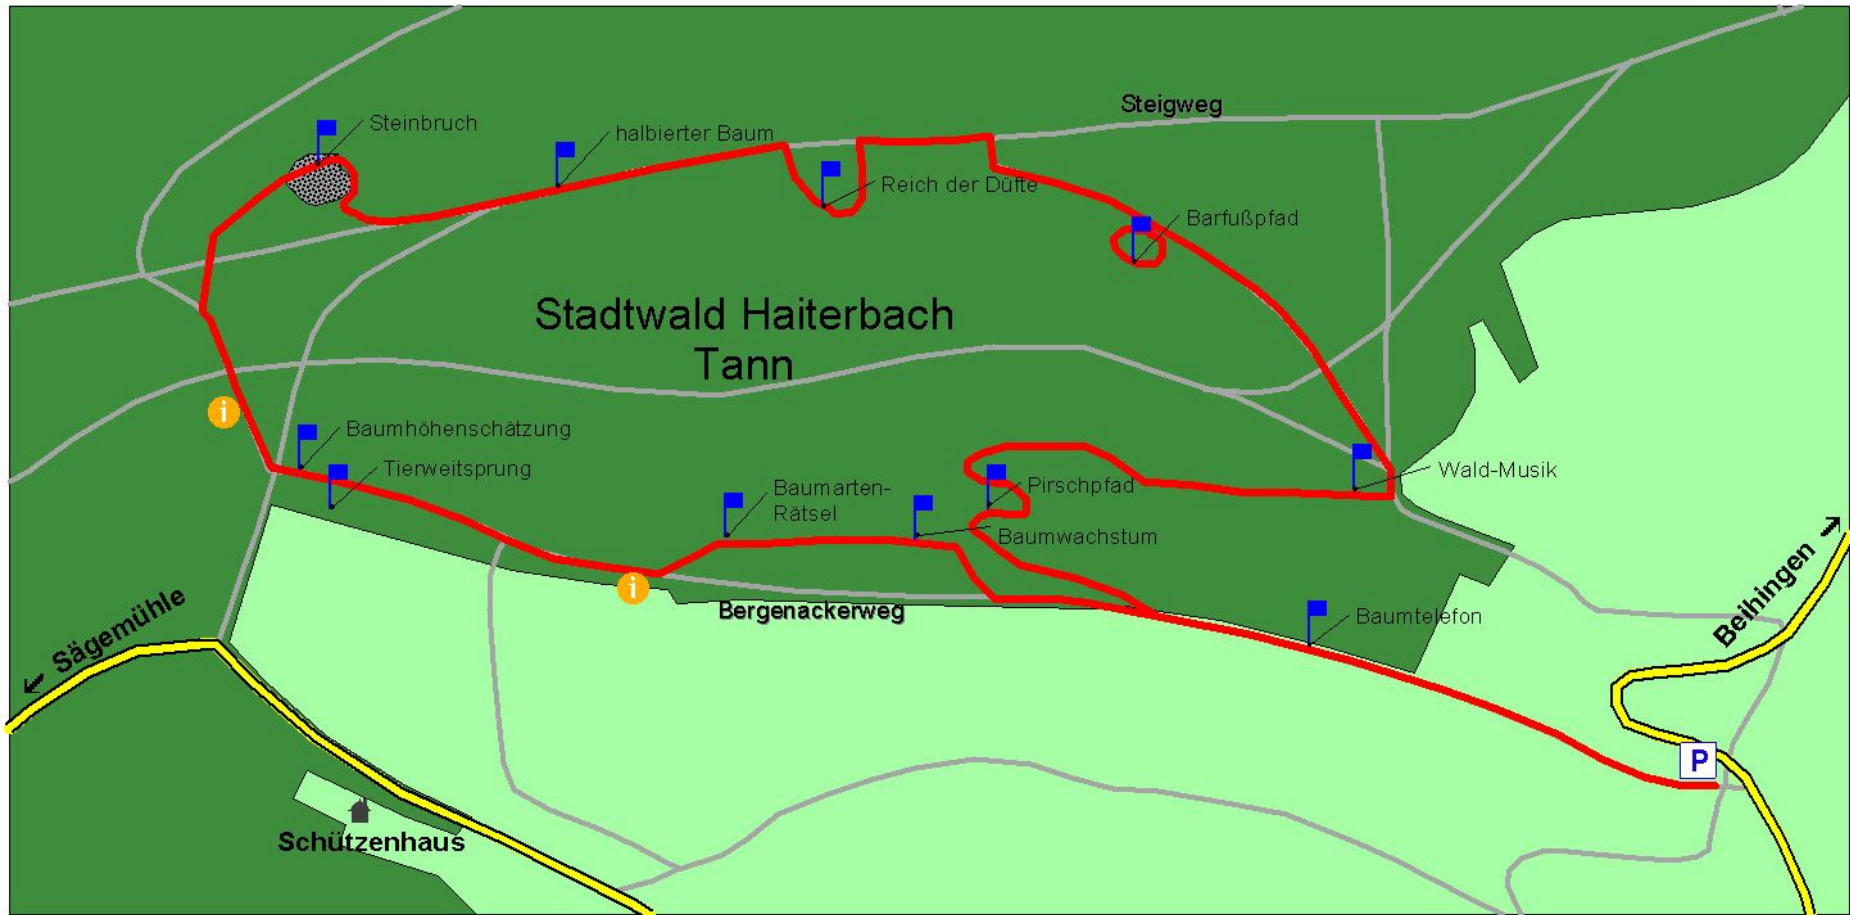 Steigweg
Steinbruch
halbierter Baum
Reich der Düfte
Barfußpfad
Stadtwald Haiterbach
Tann
i
Baumhöhenschätzung
Tierweitsprung
Baumarten-
Rätsel
Pirschpfad
Wald-Musik
Baumwachstum
i
Bergenackerweg
Baumtelefon
← Sägemühle
Beihingen →
P
Schützenhaus